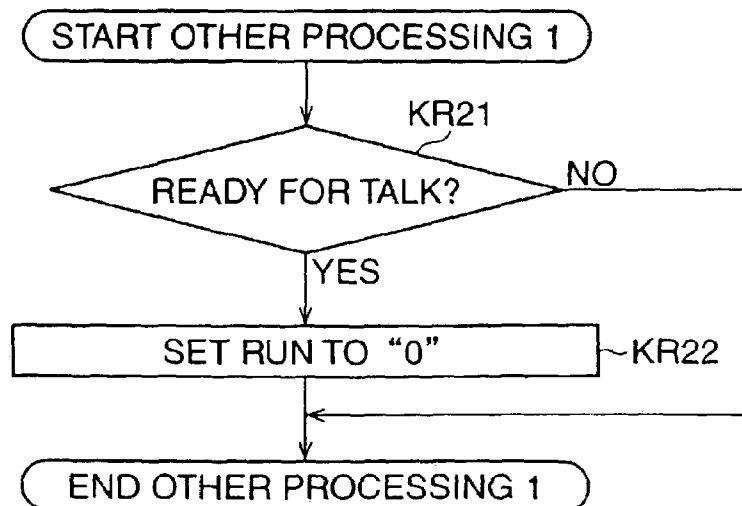 START OTHER PROCESSING 1
KR21
READY FOR TALK?
NO
YES
SET RUN TO “0”
KR22
END OTHER PROCESSING 1